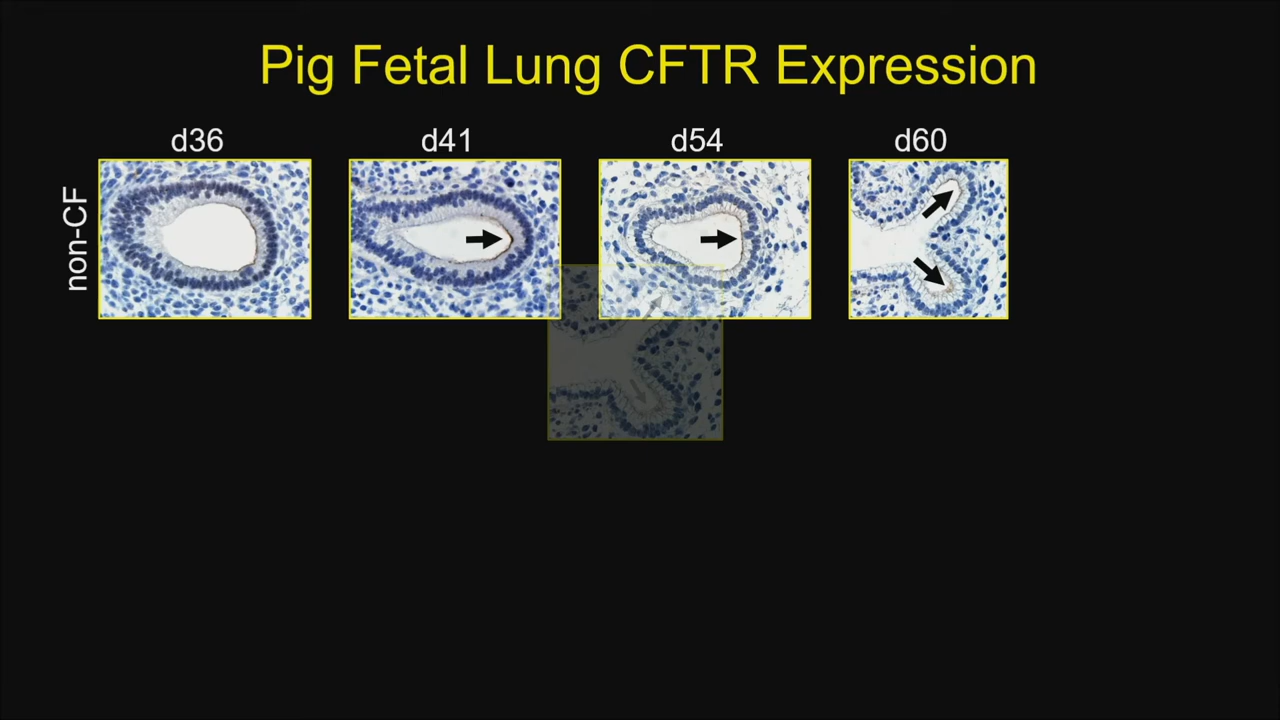 Pig Fetal Lung CFTR Expression
d36
d41
d54
d60
non-CF